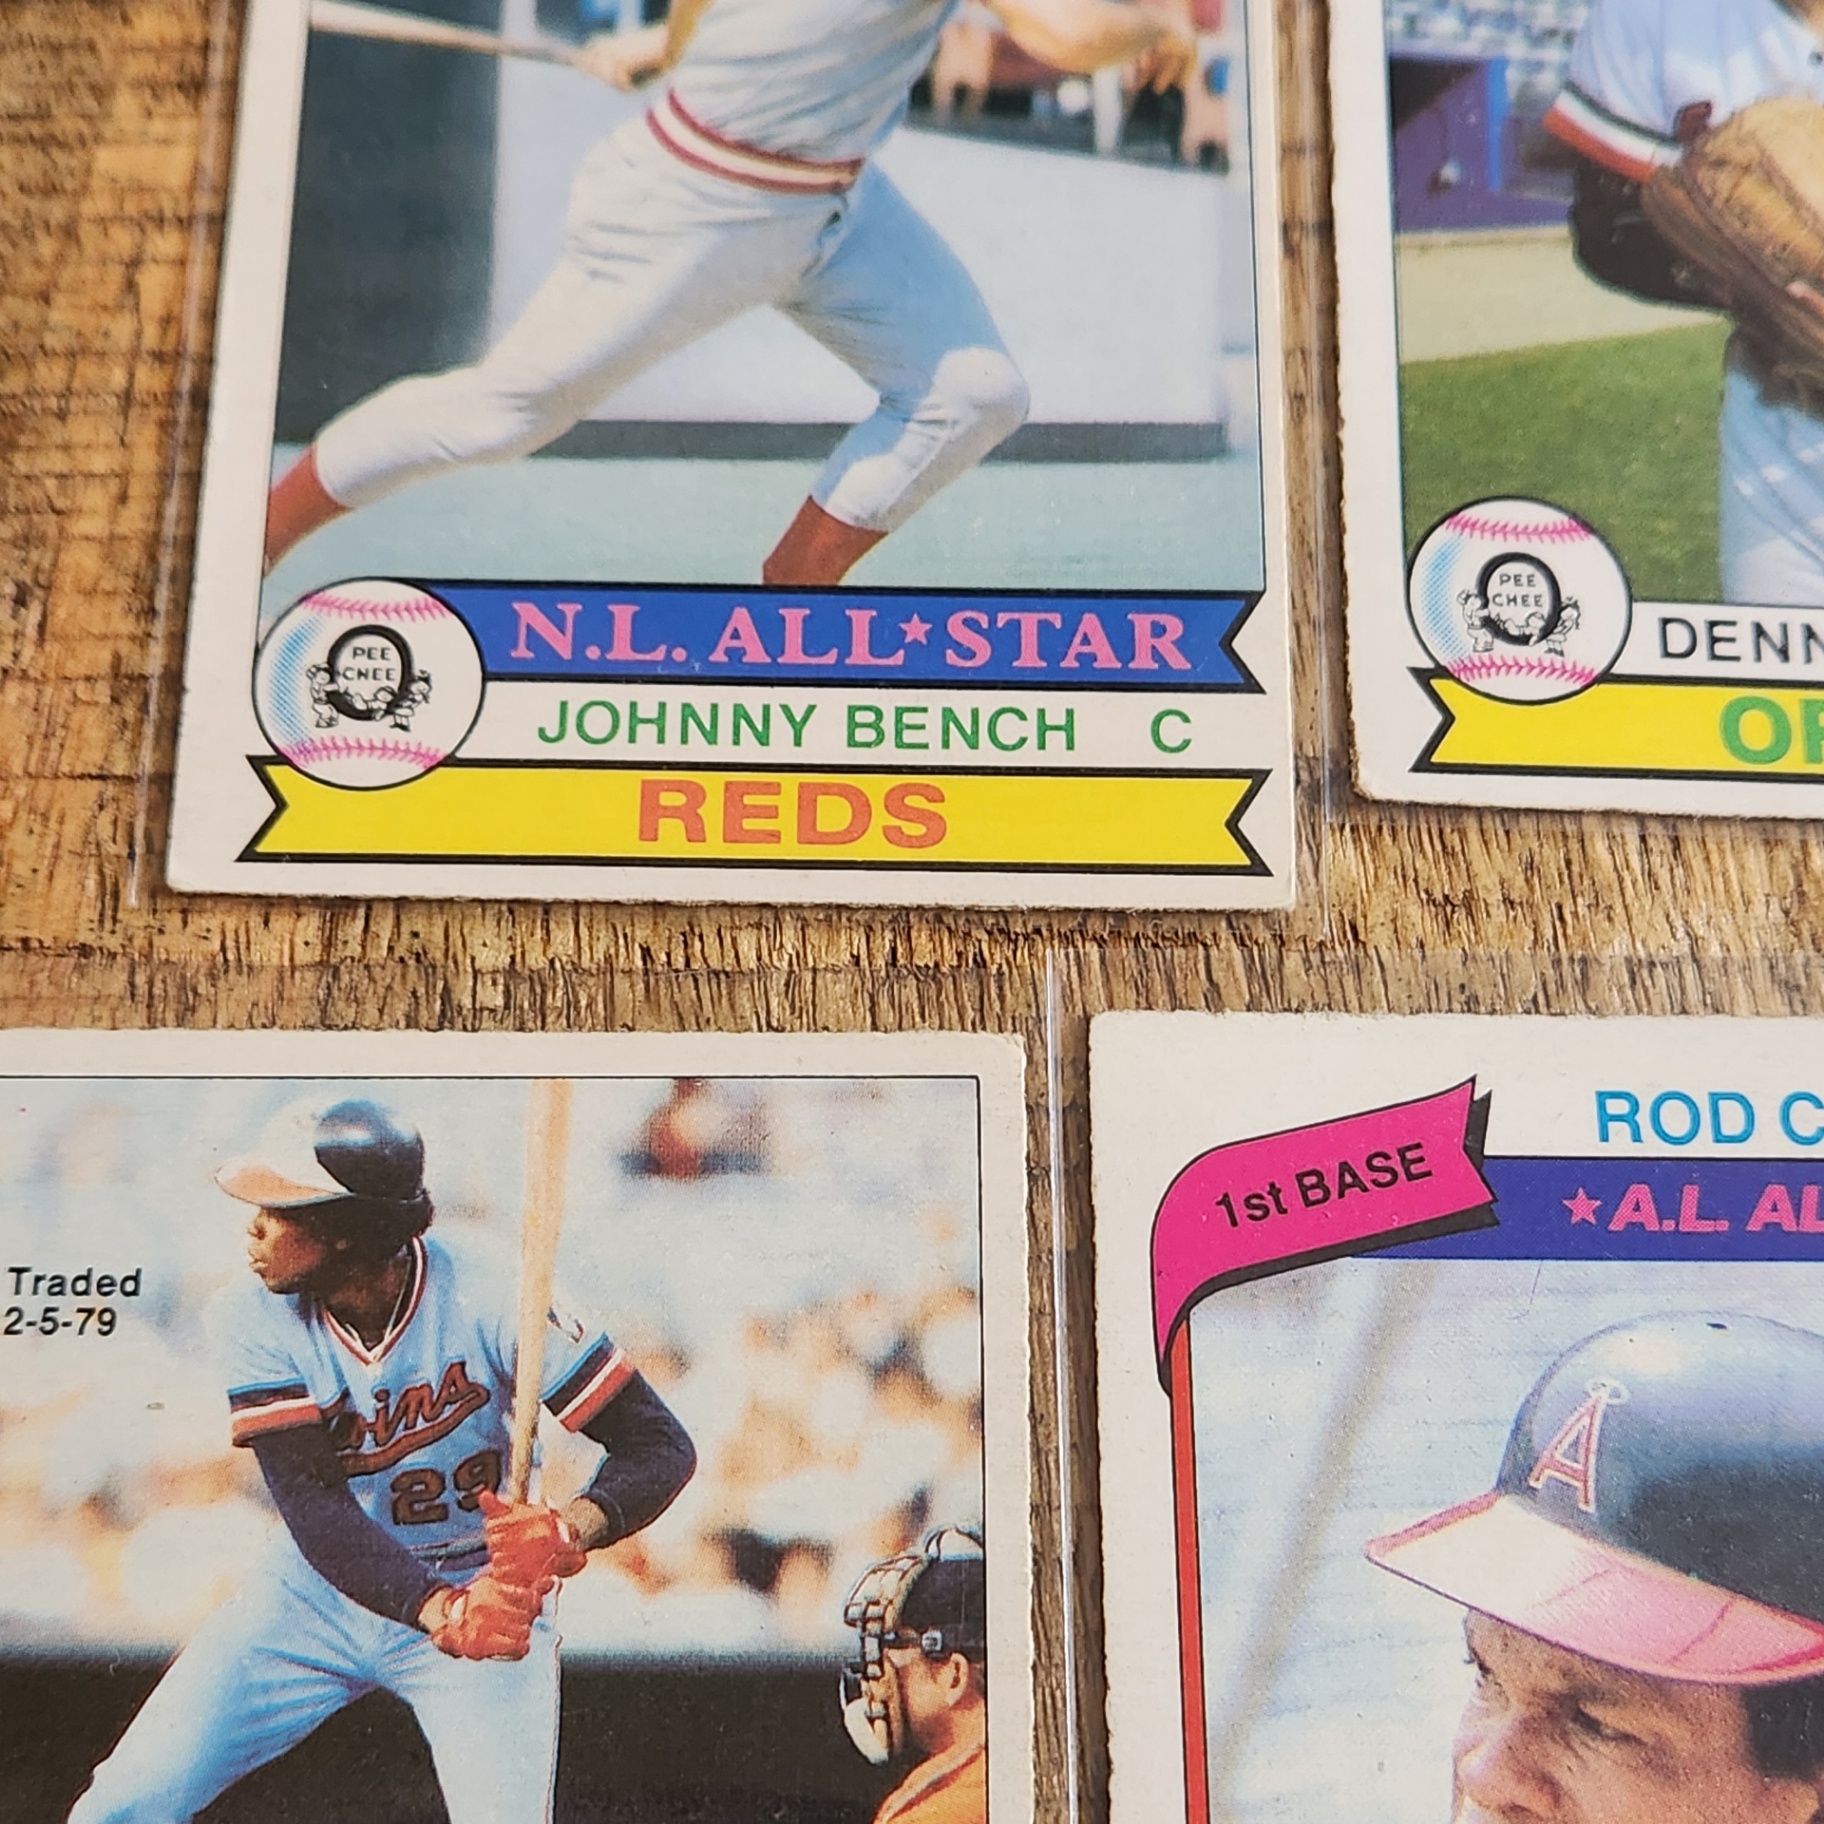 N.L. ALL★STAR
PEE
CHEE
JOHNNY BENCH C
REDS
PEE
CHEE
DENN
OR
Traded
2-5-79
Twins
29
1st BASE
ROD C
★A.L. AL
A